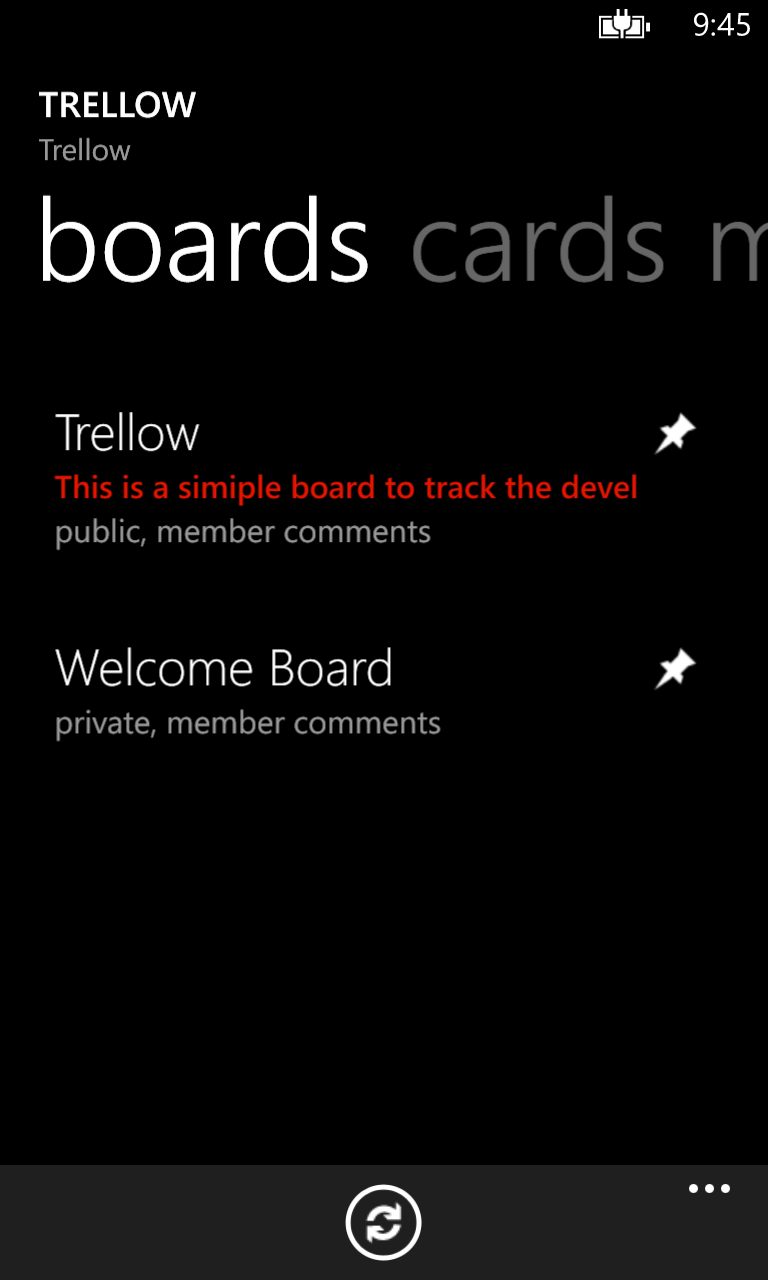 9:45
TRELLOW
Trellow
boards cards m
Trellow
This is a simiple board to track the devel
public, member comments
Welcome Board
private, member comments